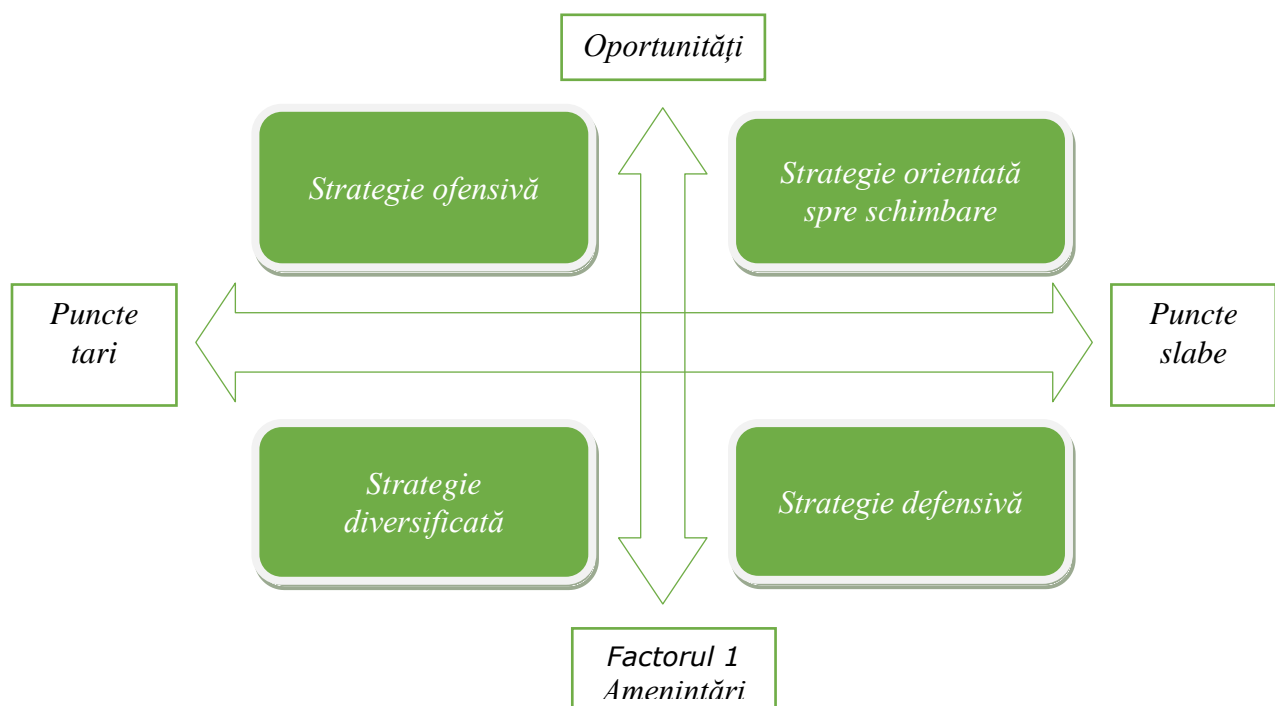 Oportunități
Strategie ofensivă
Strategie orientată
spre schimbare
Puncte
tari
Puncte
slabe
Strategie
diversificată
Strategie defensivă
Factorul 1
Amenințări